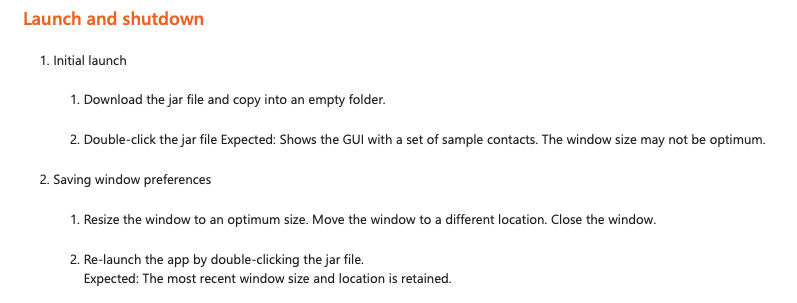 Launch and shutdown
1. Initial launch
1. Download the jar file and copy into an empty folder.
2. Double-click the jar file Expected: Shows the GUI with a set of sample contacts. The window size may not be optimum.
2. Saving window preferences
1. Resize the window to an optimum size. Move the window to a different location. Close the window.
2. Re-launch the app by double-clicking the jar file.
Expected: The most recent window size and location is retained.